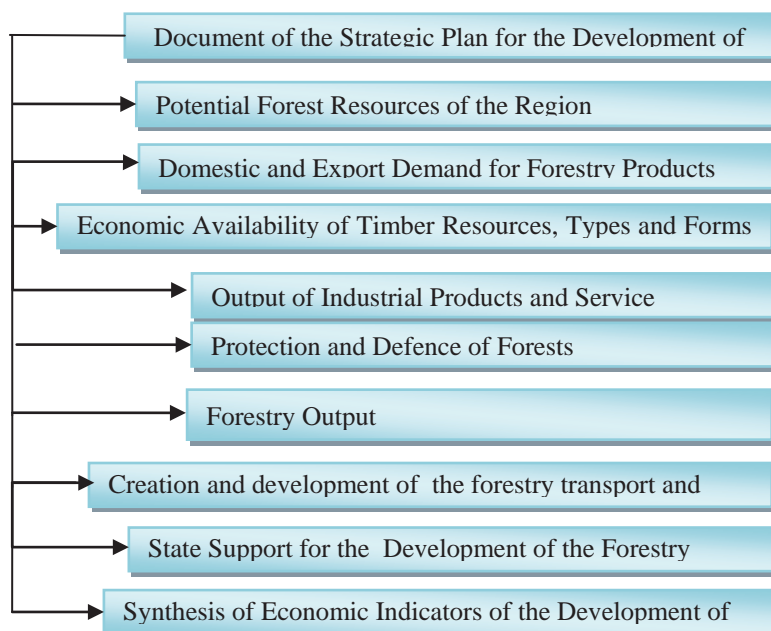 Document of the Strategic Plan for the Development of
Potential Forest Resources of the Region
Domestic and Export Demand for Forestry Products
Economic Availability of Timber Resources, Types and Forms
Output of Industrial Products and Service
Protection and Defence of Forests
Forestry Output
Creation and development of the forestry transport and
State Support for the Development of the Forestry
Synthesis of Economic Indicators of the Development of